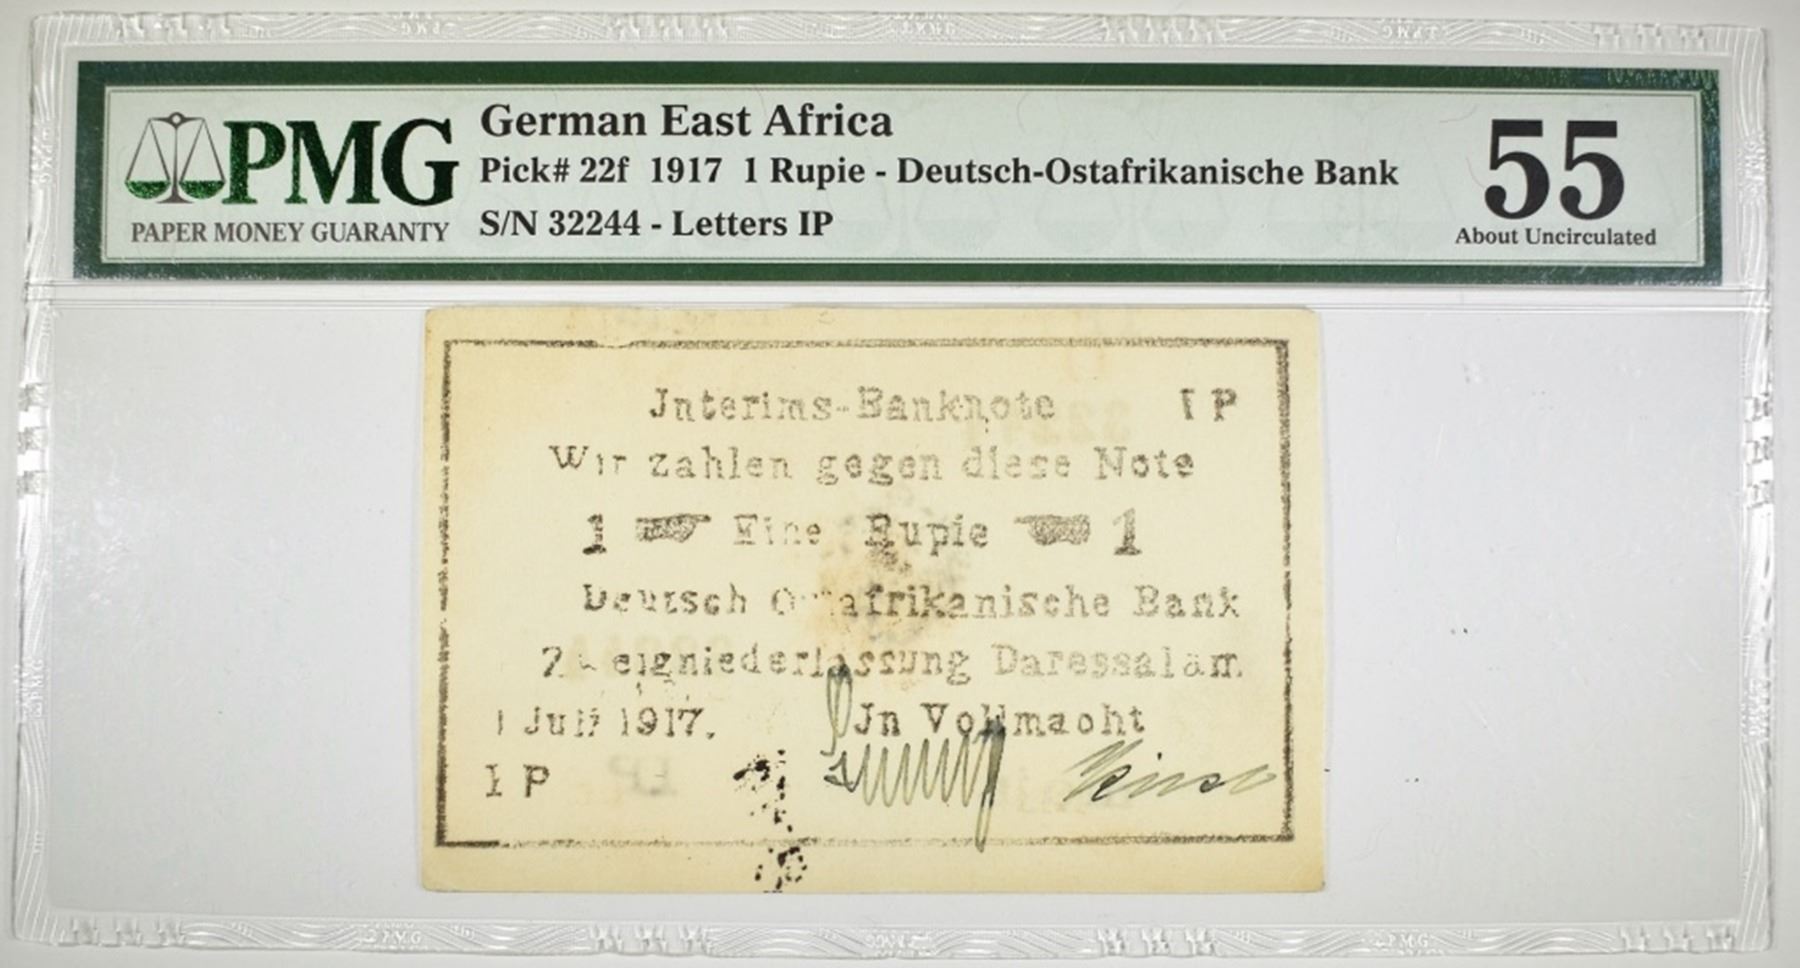 PMG
PAPER MONEY GUARANTY
German East Africa
Pick# 22f 1917 1 Rupie - Deutsch-Ostafrikanische Bank
S/N 32244 - Letters IP
55
About Uncirculated
Jnterims-Banknote IP
Wir zahlen gegen diese Note
1 Eine Rupie 1
Deutsch Ostafrikanische Bank
Zweigniederlassung Daressalam
1 Juli 1917. Jn Vollmacht
IP